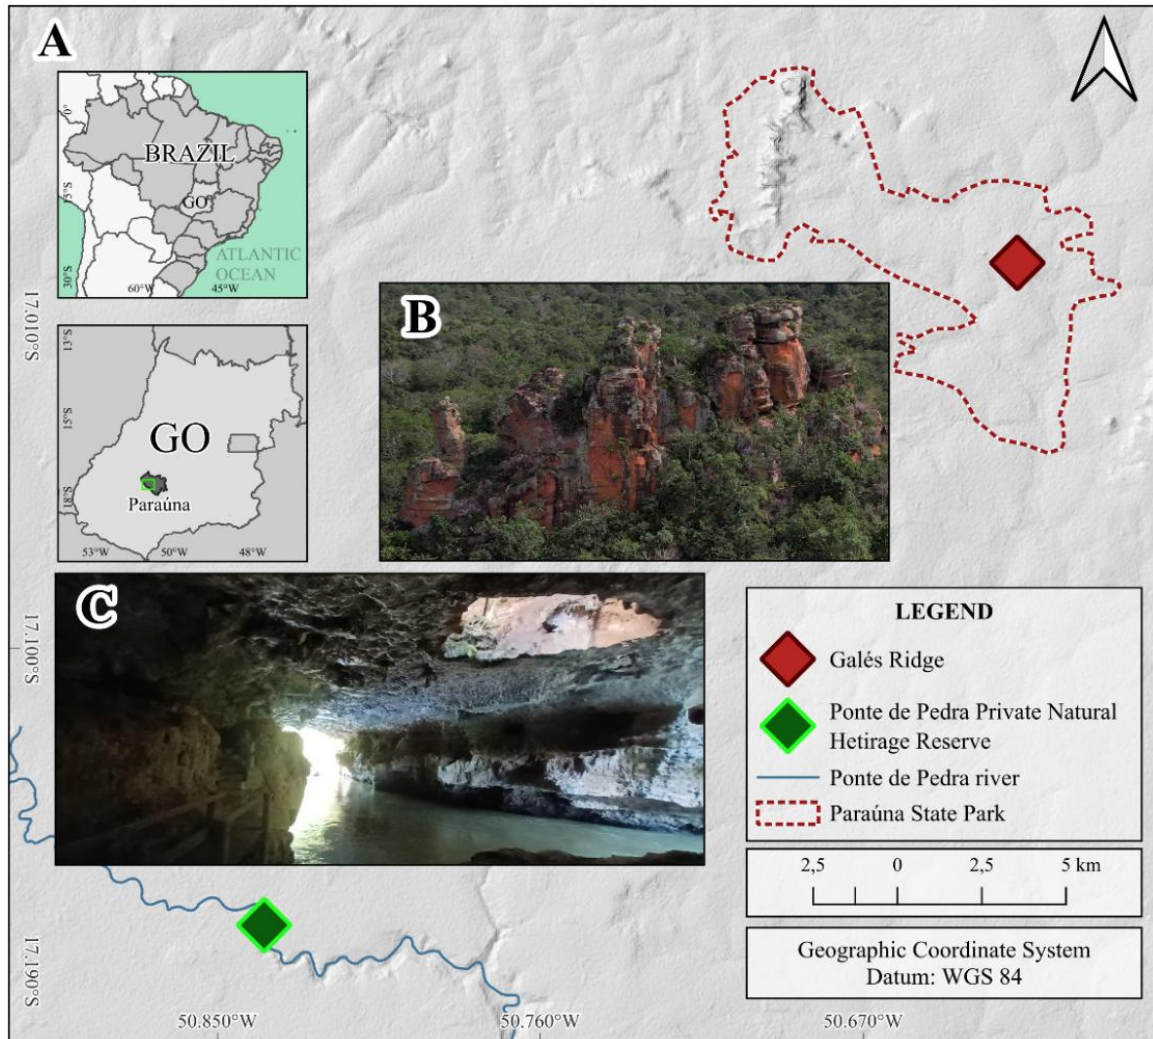 A
BRAZIL
GO
ATLANTIC
OCEAN
0°
15°S
30°S
60°W
45°W
GO
Paraúna
13°S
15°S
18°S
53°W
50°W
48°W
B
C
17.010°S
17.100°S
17.190°S
50.850°W
50.760°W
50.670°W
LEGEND
Galés Ridge
Ponte de Pedra Private Natural
Hetirage Reserve
Ponte de Pedra river
Paraúna State Park
2,5 0 2,5 5 km
Geographic Coordinate System
Datum: WGS 84